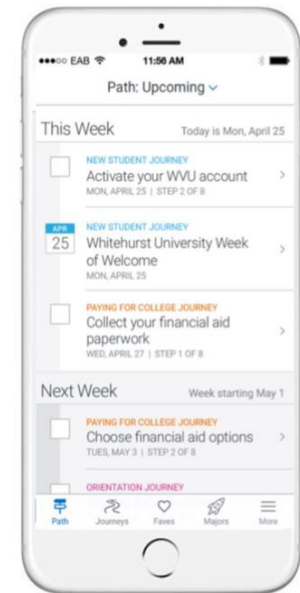 EAB
11:56 AM
Path: Upcoming
This Week
Today is Mon, April 25
NEW STUDENT JOURNEY
Activate your WVU account
MON, APRIL 25 | STEP 2 OF 8
APR
25
NEW STUDENT JOURNEY
Whitehurst University Week
of Welcome
MON, APRIL 25
PAYING FOR COLLEGE JOURNEY
Collect your financial aid
paperwork
WED, APRIL 27 | STEP 1 OF 8
Next Week
Week starting May 1
PAYING FOR COLLEGE JOURNEY
Choose financial aid options
TUES, MAY 3 | STEP 2 OF 8
ORIENTATION JOURNEY
Path
Journeys
Faves
Majors
More